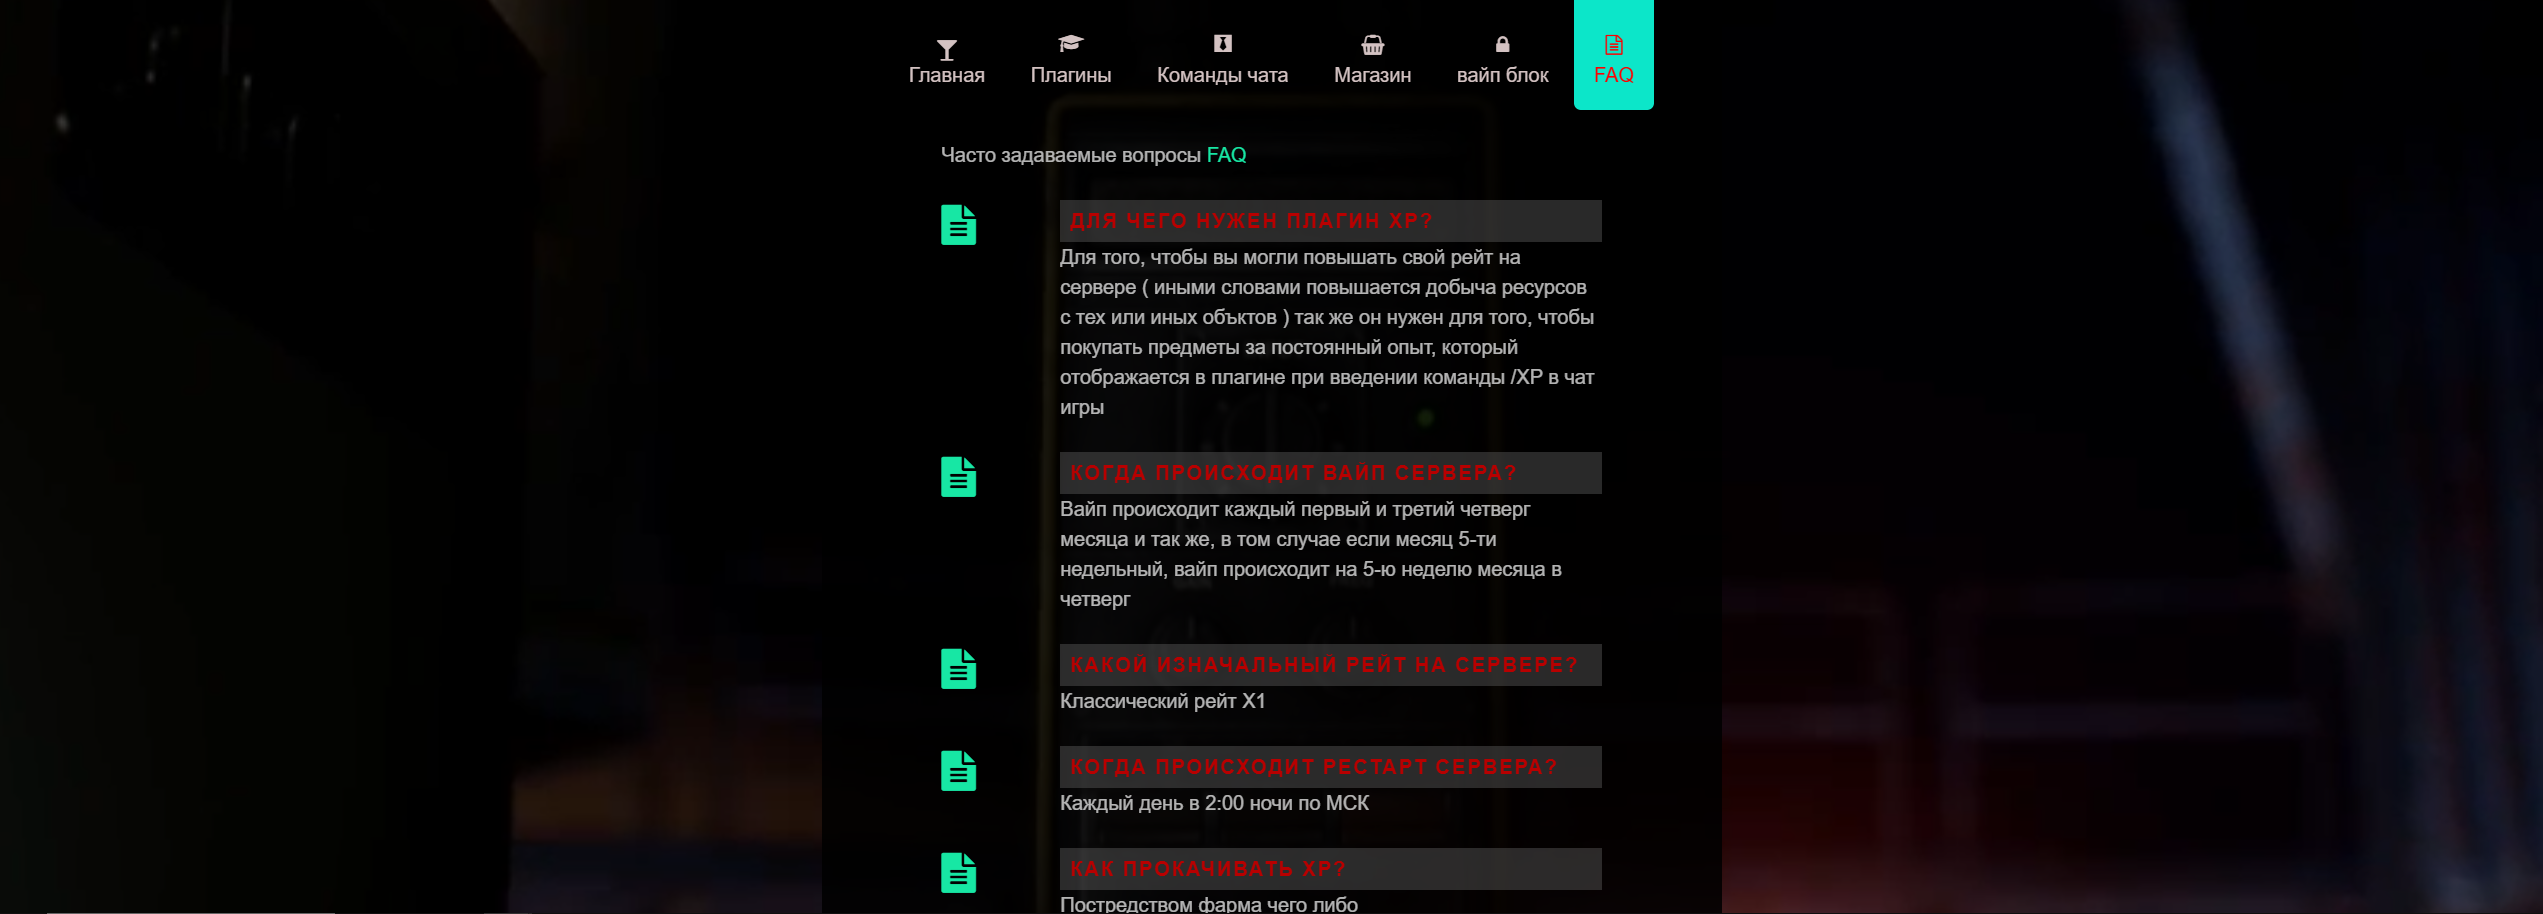 Главная
Плагины
Команды чата
Магазин
вайп блок
FAQ
Часто задаваемые вопросы FAQ
ДЛЯ ЧЕГО НУЖЕН ПЛАГИН XP?
Для того, чтобы вы могли повышать свой рейт на
сервере ( иными словами повышается добыча ресурсов
с тех или иных объктов ) так же он нужен для того, чтобы
покупать предметы за постоянный опыт, который
отображается в плагине при введении команды /XP в чат
игры
КОГДА ПРОИСХОДИТ ВАЙП СЕРВЕРА?
Вайп происходит каждый первый и третий четверг
месяца и так же, в том случае если месяц 5-ти
недельный, вайп происходит на 5-ю неделю месяца в
четверг
КАКОЙ ИЗНАЧАЛЬНЫЙ РЕЙТ НА СЕРВЕРЕ?
Классический рейт X1
КОГДА ПРОИСХОДИТ РЕСТАРТ СЕРВЕРА?
Каждый день в 2:00 ночи по МСК
КАК ПРОКАЧИВАТЬ XP?
Постредством фарма чего либо